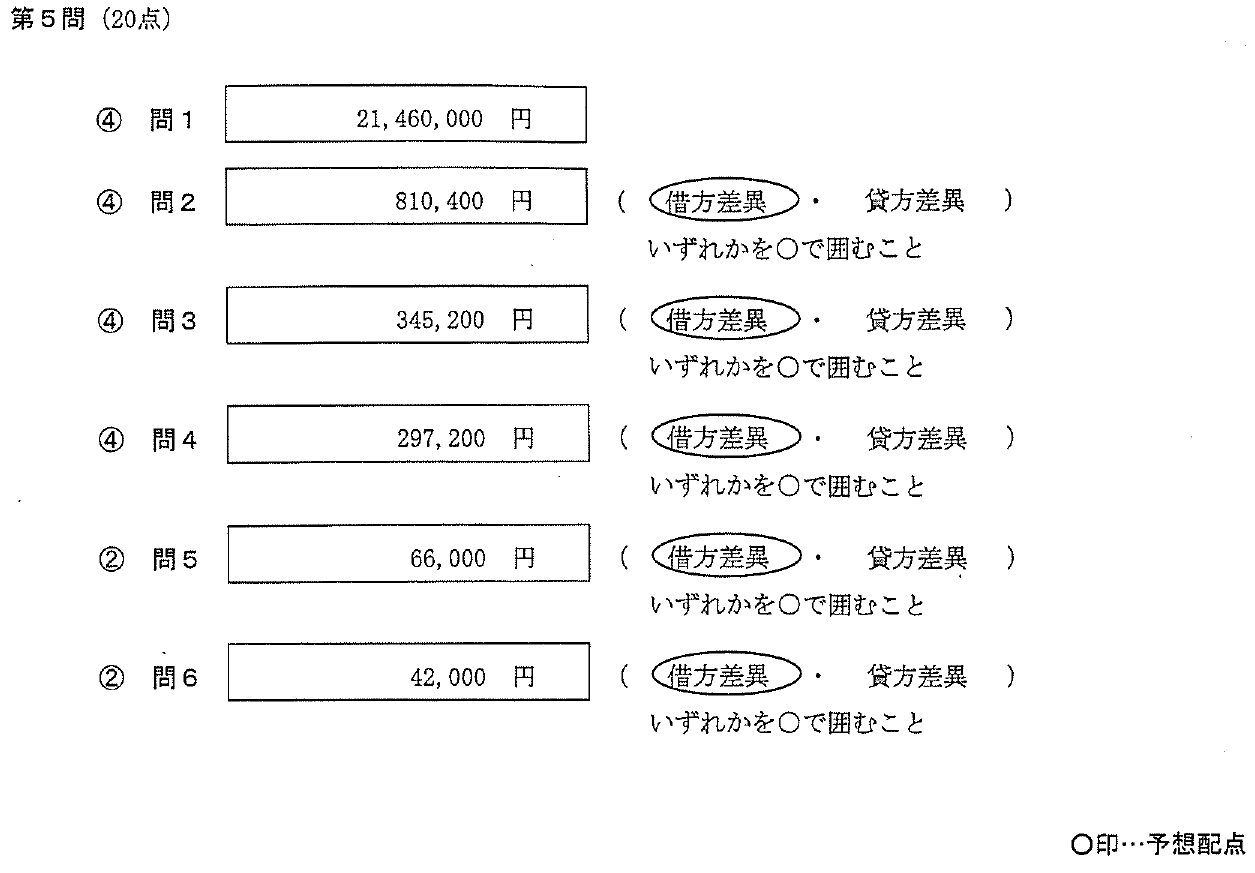 第5問（20点）
④ 問1 21,460,000 円
④ 問2 810,400 円 （ 借方差異 ・ 貸方差異 ）
いずれかを〇で囲むこと
④ 問3 345,200 円 （ 借方差異 ・ 貸方差異 ）
いずれかを〇で囲むこと
④ 問4 297,200 円 （ 借方差異 ・ 貸方差異 ）
いずれかを〇で囲むこと
② 問5 66,000 円 （ 借方差異 ・ 貸方差異 ）
いずれかを〇で囲むこと
② 問6 42,000 円 （ 借方差異 ・ 貸方差異 ）
いずれかを〇で囲むこと
〇印…予想配点